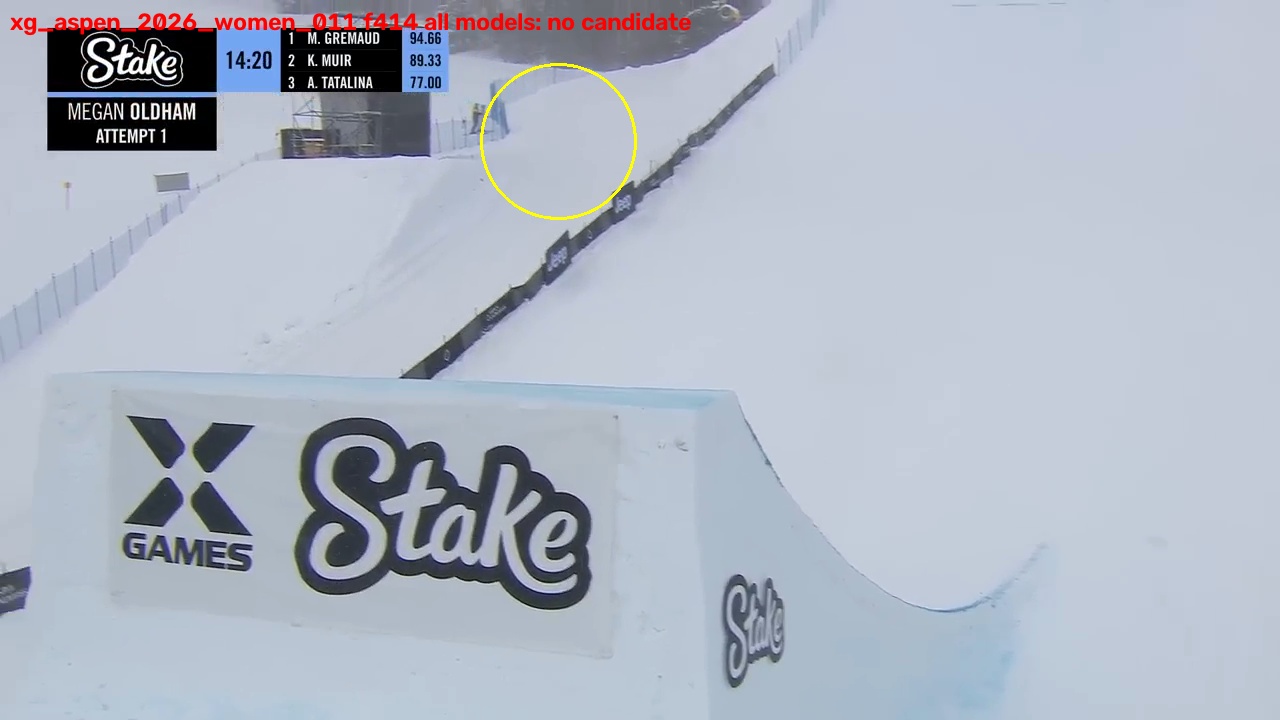 xg_aspen_2026_women_011 f414 all models: no candidate
Stake
14:20
1 M. GREMAUD 94.66
2 K. MUIR 89.33
3 A. TATALINA 77.00
MEGAN OLDHAM
ATTEMPT 1
Jeep
Jeep
X
GAMES
Stake
Stake